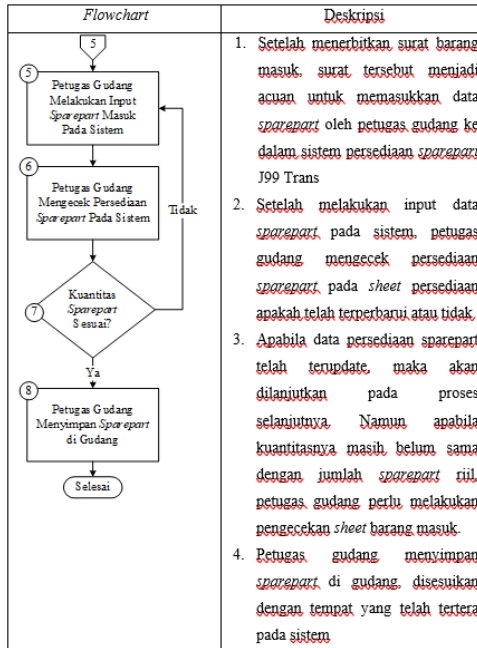 Flowchart
Deskripsi
5
5
Petugas Gudang
Melakukan Input
Sparepart Masuk
Pada Sistem
6
Petugas Gudang
Mengecek Persediaan
Sparepart Pada Sistem
Tidak
7
Kuantitas
Sparepart
Sesuai?
Ya
8
Petugas Gudang
Menyimpan Sparepart
di Gudang
Selesai
1. Setelah menerbitkan surat barang
masuk, surat tersebut menjadi
acuan untuk memasukkan data
sparepart oleh petugas gudang ke
dalam sistem persediaan sparepart
J99 Trans
2. Setelah melakukan input data
sparepart pada sistem, petugas
gudang mengecek persediaan
sparepart pada sheet persediaan
apakah telah terperbarui atau tidak.
3. Apabila data persediaan sparepart
telah terupdate, maka akan
dilanjutkan pada proses
selanjutnya. Namun apabila
kuantitasnya masih belum sama
dengan jumlah sparepart riil,
petugas gudang perlu melakukan
pengecekan sheet barang masuk.
4. Petugas gudang menyimpan
sparepart di gudang, disesuikan
dengan tempat yang telah tertera
pada sistem